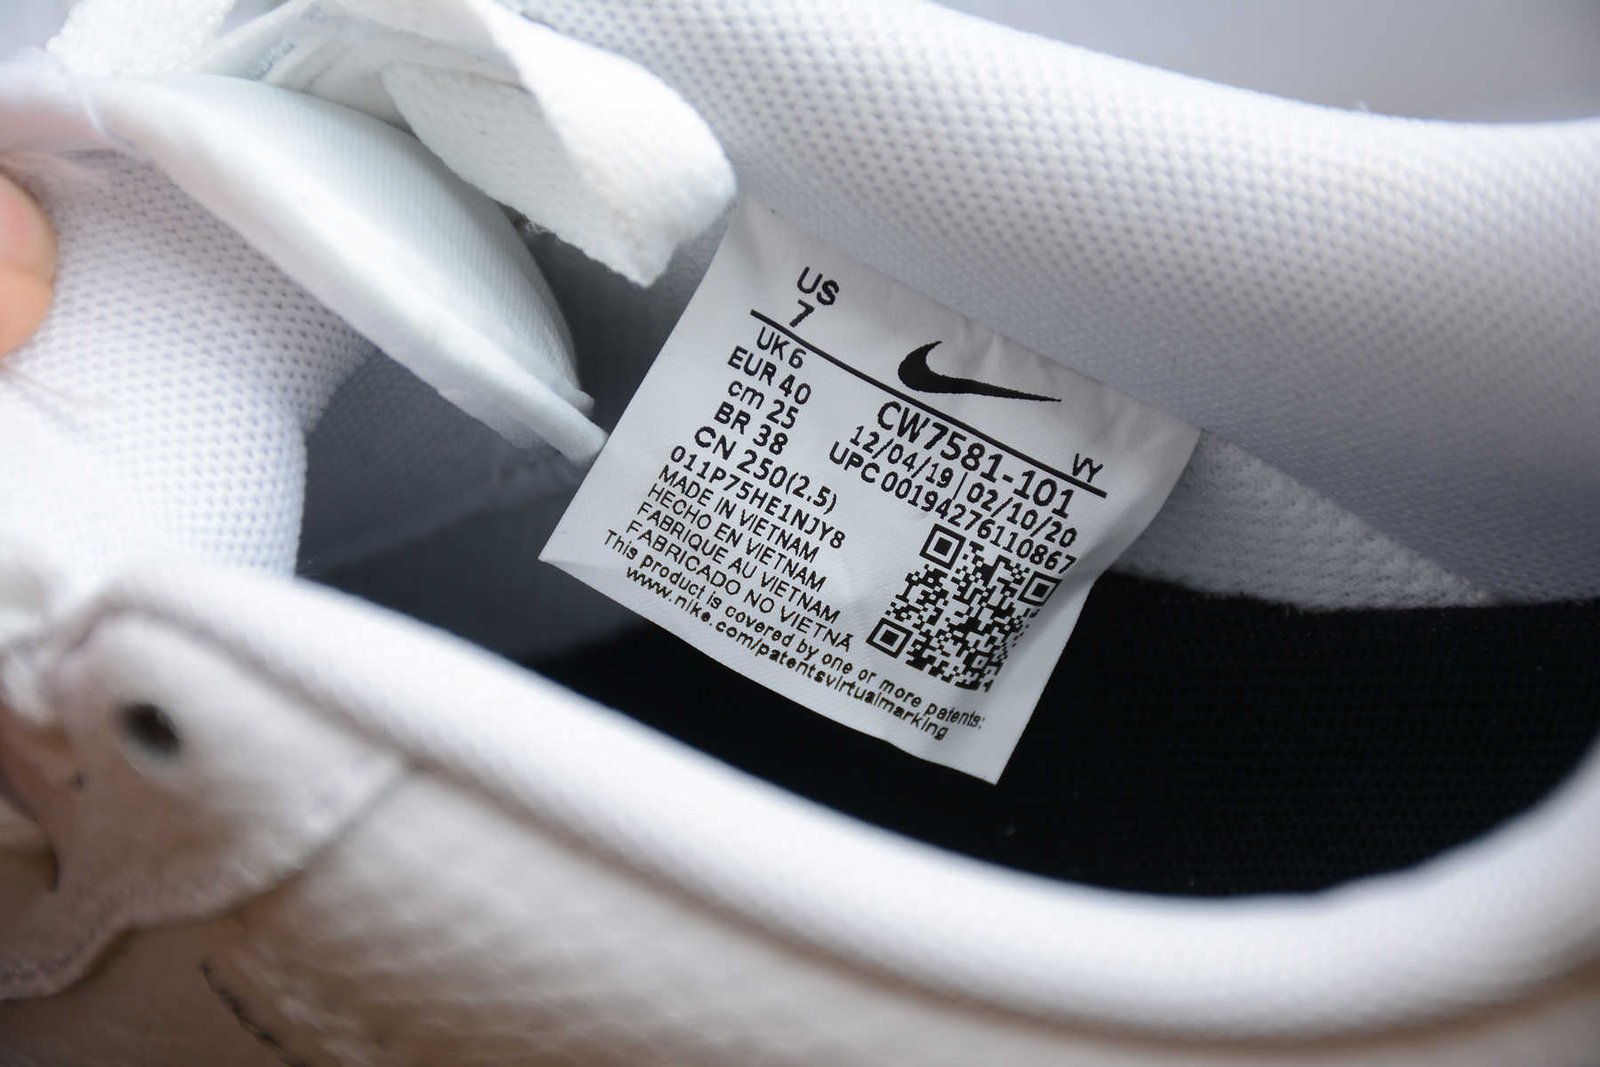 US
7
UK 6
EUR 40
cm 25
BR 38
CN 250(2.5)
011P75HE1NJY8
MADE IN VIETNAM
HECHO EN VIETNAM
FABRIQUE AU VIETNAM
FABRICADO NO VIETNÃ
This product is covered by one or more patents:
www.nike.com/patentsvirtualmarking
VY
CW7581-101
12/04/19|02/10/20
UPC 00194276110867